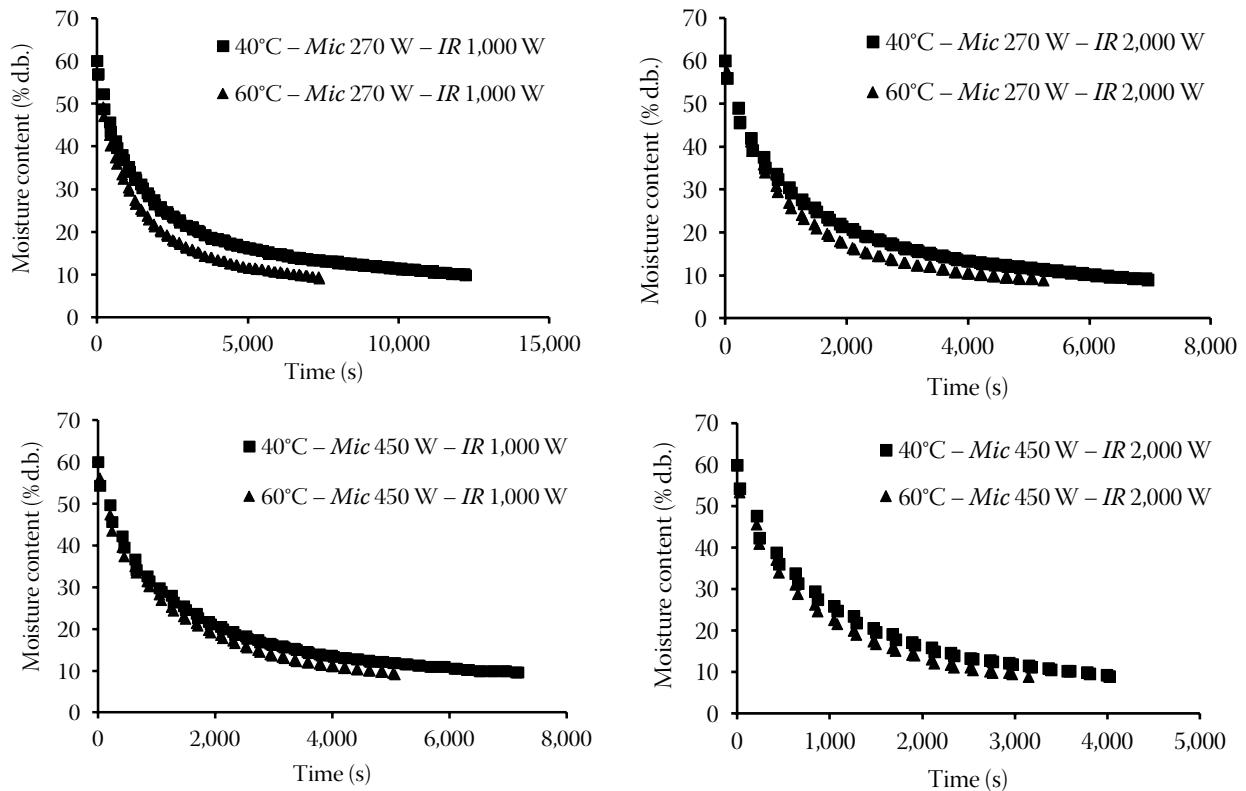 70
60
50
40
30
20
10
0
Moisture content (% d.b.)
40°C – Mic 270 W – IR 1,000 W
60°C – Mic 270 W – IR 1,000 W
0 5,000 10,000 15,000
Time (s)
70
60
50
40
30
20
10
0
Moisture content (% d.b.)
40°C – Mic 270 W – IR 2,000 W
60°C – Mic 270 W – IR 2,000 W
0 2,000 4,000 6,000 8,000
Time (s)
70
60
50
40
30
20
10
0
Moisture content (% d.b.)
40°C – Mic 450 W – IR 1,000 W
60°C – Mic 450 W – IR 1,000 W
0 2,000 4,000 6,000 8,000
Time (s)
70
60
50
40
30
20
10
0
Moisture content (% d.b.)
40°C – Mic 450 W – IR 2,000 W
60°C – Mic 450 W – IR 2,000 W
0 1,000 2,000 3,000 4,000 5,000
Time (s)